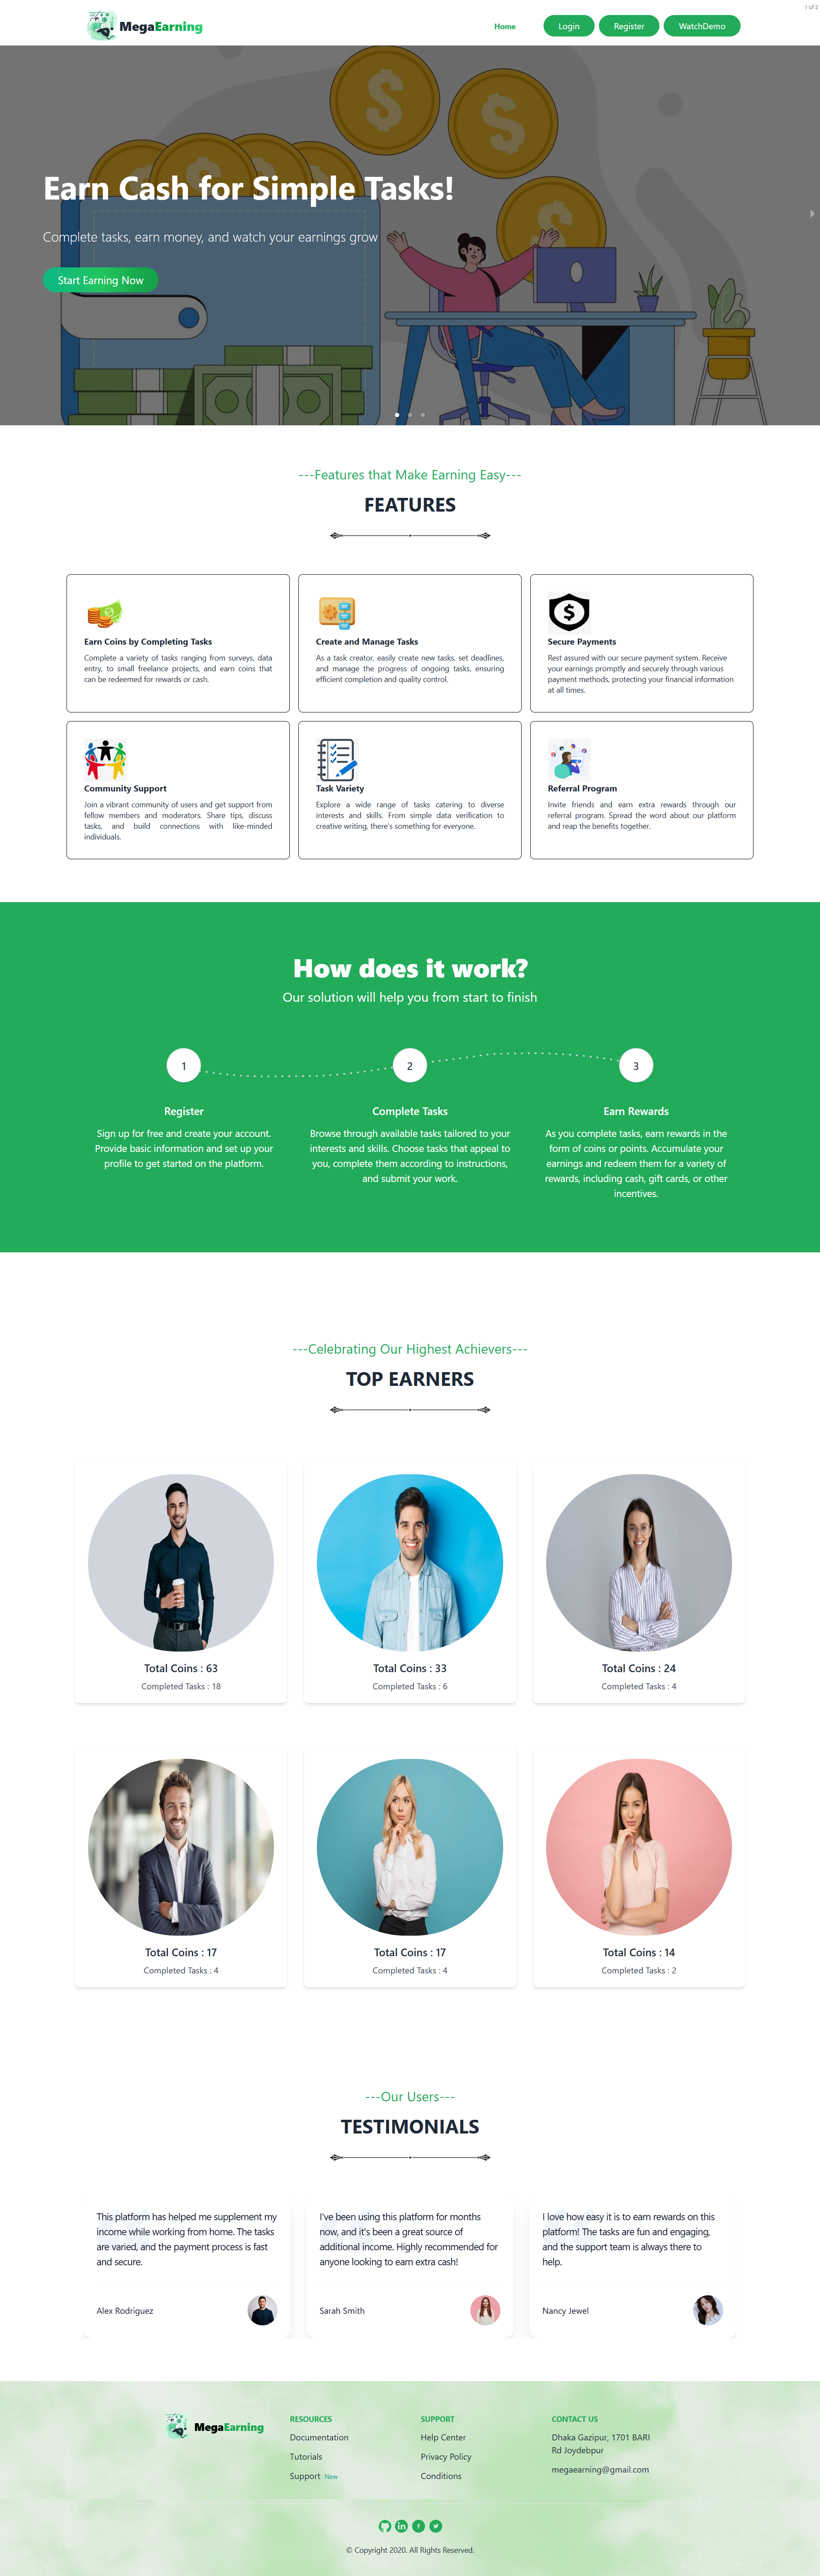 1 of 2
MegaEarning
Home
Login
Register
WatchDemo
Earn Cash for Simple Tasks!
Complete tasks, earn money, and watch your earnings grow
Start Earning Now
---Features that Make Earning Easy---
FEATURES
Earn Coins by Completing Tasks
Complete a variety of tasks ranging from surveys, data
entry, to small freelance projects, and earn coins that
can be redeemed for rewards or cash.
Create and Manage Tasks
As a task creator, easily create new tasks, set deadlines,
and manage the progress of ongoing tasks, ensuring
efficient completion and quality control.
Secure Payments
Rest assured with our secure payment system. Receive
your earnings promptly and securely through various
payment methods, protecting your financial information
at all times.
Community Support
Join a vibrant community of users and get support from
fellow members and moderators. Share tips, discuss
tasks, and build connections with like-minded
individuals.
Task Variety
Explore a wide range of tasks catering to diverse
interests and skills. From simple data verification to
creative writing, there's something for everyone.
Referral Program
Invite friends and earn extra rewards through our
referral program. Spread the word about our platform
and reap the benefits together.
How does it work?
Our solution will help you from start to finish
1
Register
Sign up for free and create your account.
Provide basic information and set up your
profile to get started on the platform.
2
Complete Tasks
Browse through available tasks tailored to your
interests and skills. Choose tasks that appeal to
you, complete them according to instructions,
and submit your work.
3
Earn Rewards
As you complete tasks, earn rewards in the
form of coins or points. Accumulate your
earnings and redeem them for a variety of
rewards, including cash, gift cards, or other
incentives.
---Celebrating Our Highest Achievers---
TOP EARNERS
Total Coins : 63
Completed Tasks : 18
Total Coins : 33
Completed Tasks : 6
Total Coins : 24
Completed Tasks : 4
Total Coins : 17
Completed Tasks : 4
Total Coins : 17
Completed Tasks : 4
Total Coins : 14
Completed Tasks : 2
---Our Users---
TESTIMONIALS
This platform has helped me supplement my
income while working from home. The tasks
are varied, and the payment process is fast
and secure.
Alex Rodriguez
I've been using this platform for months
now, and it's been a great source of
additional income. Highly recommended for
anyone looking to earn extra cash!
Sarah Smith
I love how easy it is to earn rewards on this
platform! The tasks are fun and engaging,
and the support team is always there to
help.
Nancy Jewel
MegaEarning
RESOURCES
Documentation
Tutorials
Support New
SUPPORT
Help Center
Privacy Policy
Conditions
CONTACT US
Dhaka Gazipur, 1701 BARI
Rd Joydebpur
megaearning@gmail.com
© Copyright 2020. All Rights Reserved.